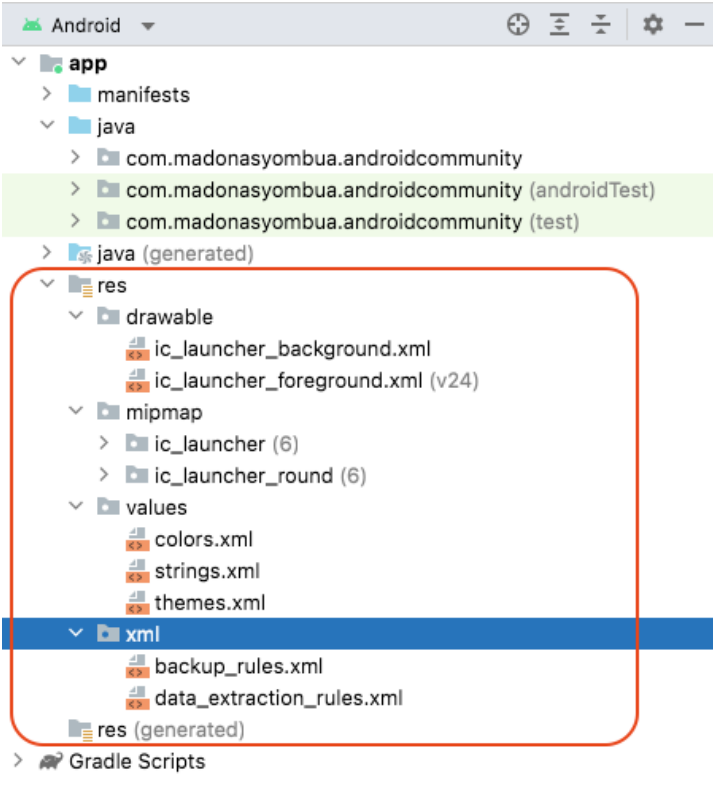 Android
app
manifests
java
com.madonasyombua.androidcommunity
com.madonasyombua.androidcommunity (androidTest)
com.madonasyombua.androidcommunity (test)
java (generated)
res
drawable
ic_launcher_background.xml
ic_launcher_foreground.xml (v24)
mipmap
ic_launcher (6)
ic_launcher_round (6)
values
colors.xml
strings.xml
themes.xml
xml
backup_rules.xml
data_extraction_rules.xml
res (generated)
Gradle Scripts